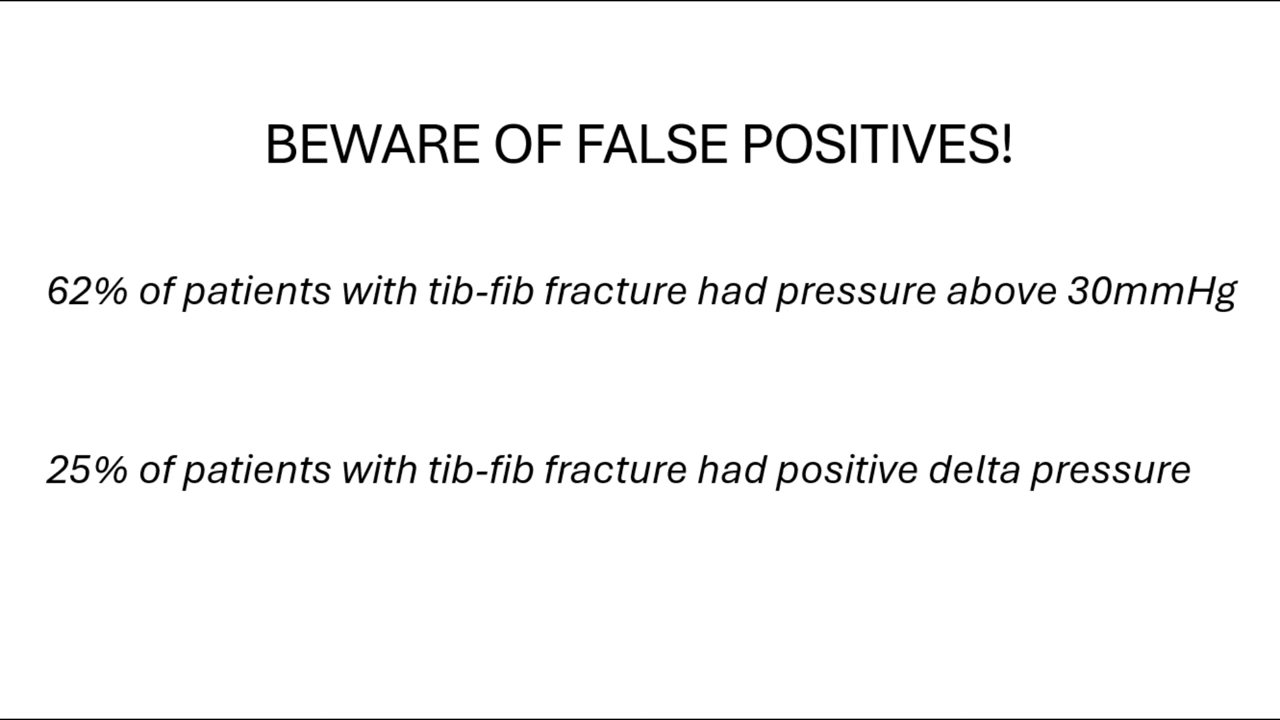 BEWARE OF FALSE POSITIVES!
62% of patients with tib-fib fracture had pressure above 30mmHg
25% of patients with tib-fib fracture had positive delta pressure